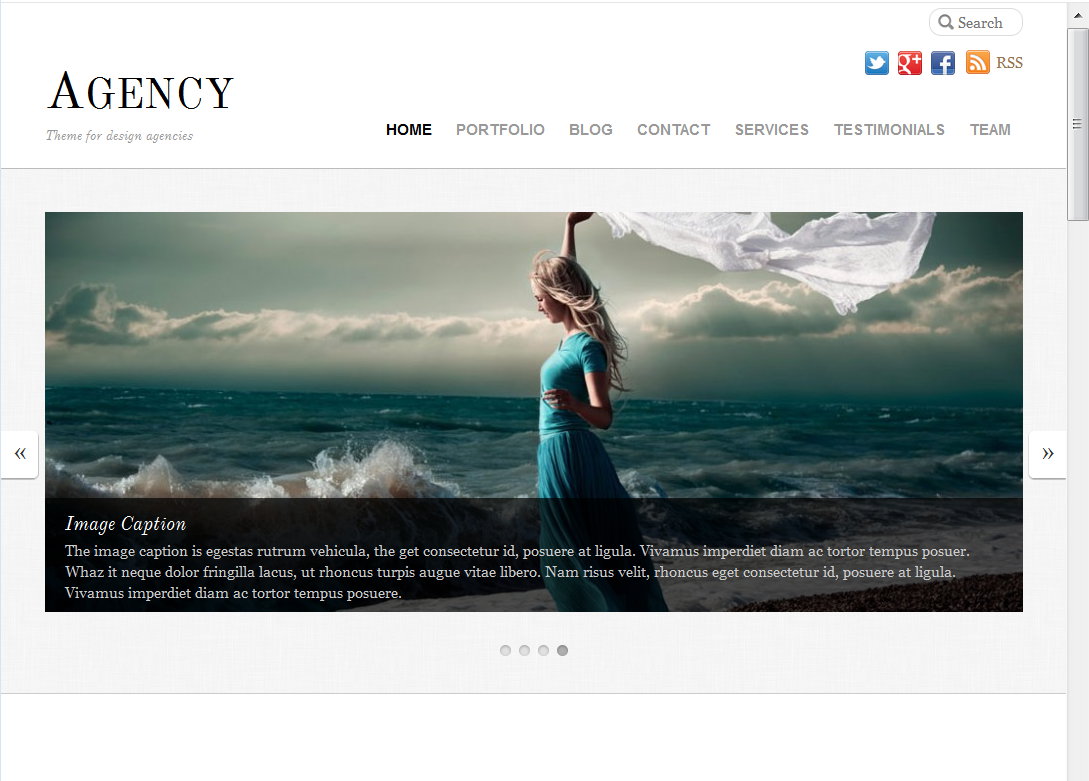 Search
RSS
AGENCY
Theme for design agencies
HOME PORTFOLIO BLOG CONTACT SERVICES TESTIMONIALS TEAM
«
»
Image Caption
The image caption is egestas rutrum vehicula, the get consectetur id, posuere at ligula. Vivamus imperdiet diam ac tortor tempus posuer.
Whaz it neque dolor fringilla lacus, ut rhoncus turpis augue vitae libero. Nam risus velit, rhoncus eget consectetur id, posuere at ligula.
Vivamus imperdiet diam ac tortor tempus posuere.